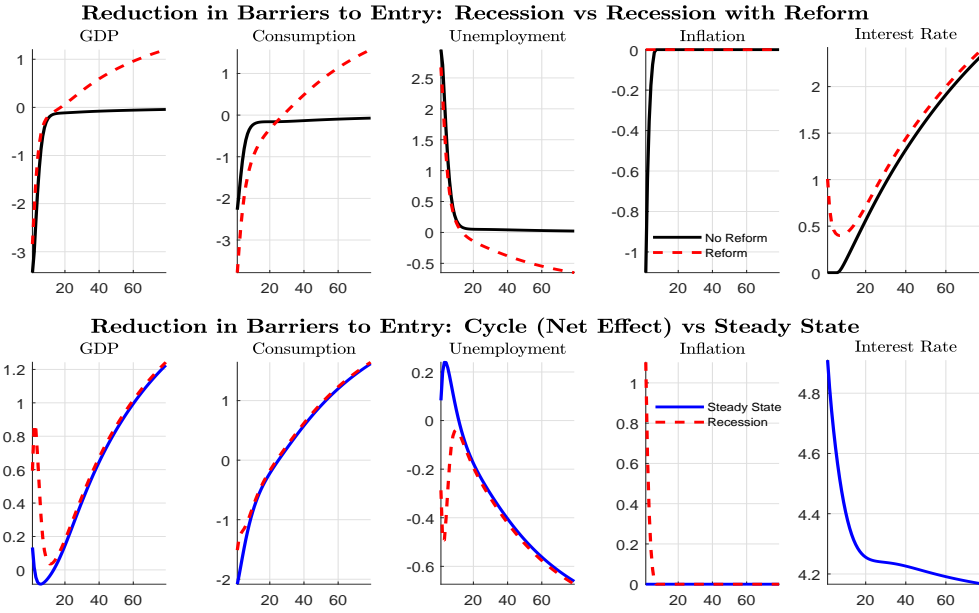 Reduction in Barriers to Entry: Recession vs Recession with Reform
GDP
Consumption
Unemployment
Inflation
Interest Rate
1
0
-1
-2
-3
20 40 60
1
0
-1
-2
-3
20 40 60
2.5
2
1.5
1
0.5
0
-0.5
20 40 60
0
-0.2
-0.4
-0.6
-0.8
-1
20 40 60
No Reform
Reform
2
1.5
1
0.5
0
20 40 60
Reduction in Barriers to Entry: Cycle (Net Effect) vs Steady State
GDP
Consumption
Unemployment
Inflation
Interest Rate
1.2
1
0.8
0.6
0.4
0.2
0
20 40 60
1
0
-1
-2
20 40 60
0.2
0
-0.2
-0.4
-0.6
20 40 60
1
0.8
0.6
0.4
0.2
0
20 40 60
Steady State
Recession
4.8
4.6
4.4
4.2
20 40 60